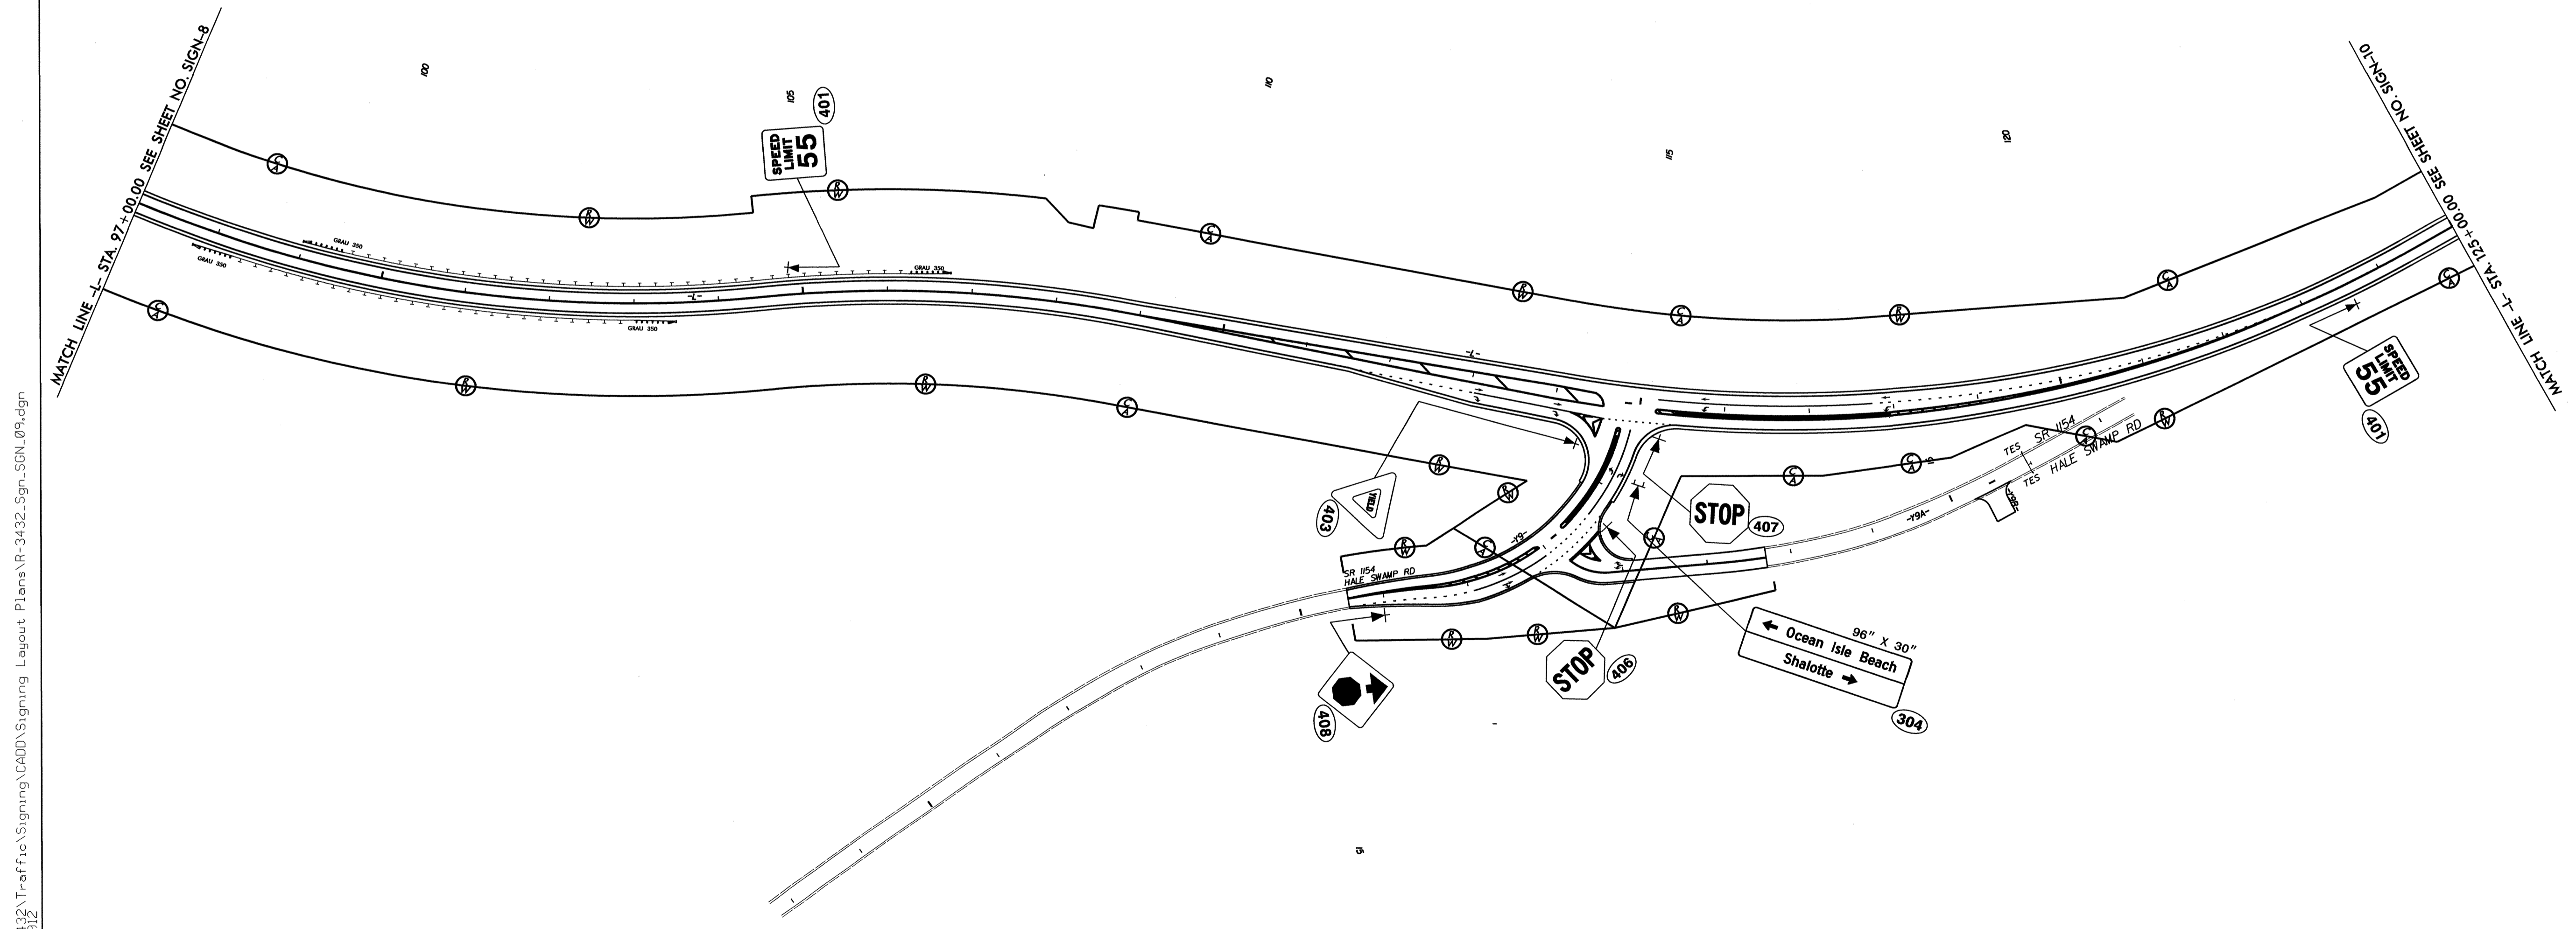 MATCH LINE -L- STA. 97+00.00 SEE SHEET NO. SIGN-8
100
105
401
SPEED
LIMIT
55
110
115
120
MATCH LINE -L- STA. 125+00.00 SEE SHEET NO. SIGN-10
C
A
R
W
R
W
C
A
R
W
C
A
R
W
C
A
C
A
C
A
R
W
R
W
C
A
R
W
R
W
R
W
C
A
C
A
C
A
C
A
C
A
R
W
R
W
R
W
R
W
GRAU 350
GRAU 350
GRAU 350
GRAU 350
-L-
-L-
SPEED
LIMIT
55
401
YIELD
403
STOP
407
TES SR 1154
TES HALE SWAMP RD
15
-Y9A-
-Y9B-
-Y9-
SR 1154
HALE SWAMP RD
408
STOP
406
96" X 30"
← Ocean Isle Beach
Shalotte →
304
15
432\Traffic\Signing\CADD\Signing Layout Plans\R-3432_Sgn_SGN_09.dgn
912